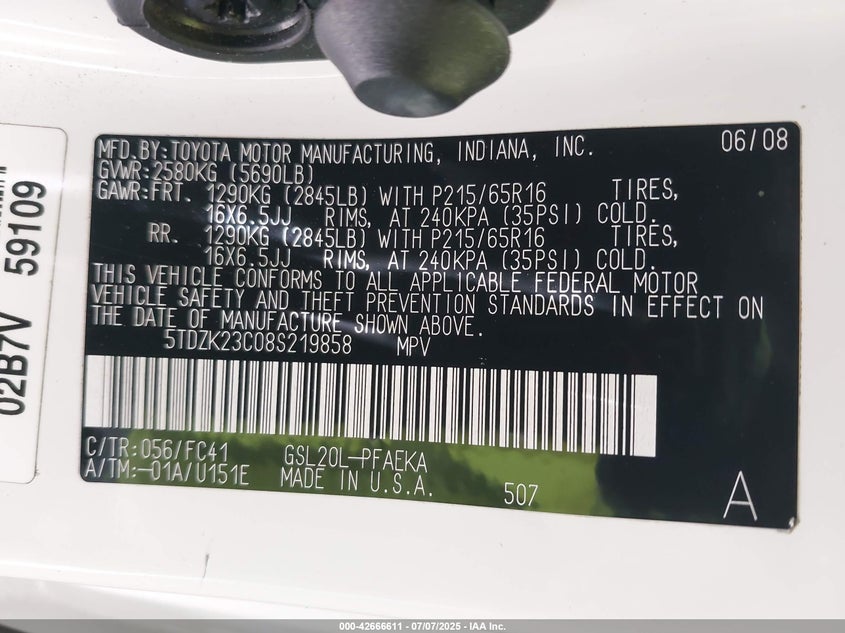 MFD.BY:TOYOTA MOTOR MANUFACTURING, INDIANA, INC. 06/08
GVWR:2580KG (5690LB)
GAWR:FRT. 1290KG (2845LB) WITH P215/65R16 TIRES,
16X6.5JJ RIMS, AT 240KPA (35PSI) COLD.
RR. 1290KG (2845LB) WITH P215/65R16 TIRES,
16X6.5JJ RIMS, AT 240KPA (35PSI) COLD.
THIS VEHICLE CONFORMS TO ALL APPLICABLE FEDERAL MOTOR
VEHICLE SAFETY AND THEFT PREVENTION STANDARDS IN EFFECT ON
THE DATE OF MANUFACTURE SHOWN ABOVE.
5TDZK23C08S219858 MPV
C/TR:056/FC41 GSL20L-PFAEKA
A/TM:-01A/U151E MADE IN U.S.A. 507 A
02B7V 59109
000-42666611 / 07/07/2025 - IAA Inc.